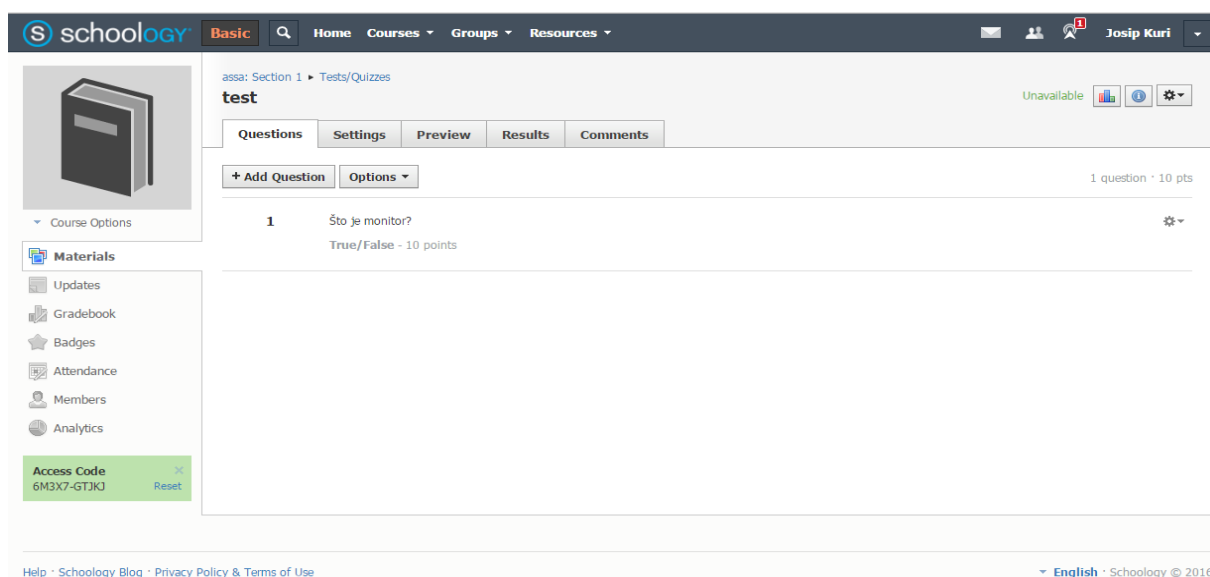 S schoology Basic Home Courses Groups Resources 1 Josip Kuri
assa: Section 1 ▸ Tests/Quizzes
test
Unavailable
Questions Settings Preview Results Comments
+ Add Question Options
1 question · 10 pts
1 Što je monitor?
True/False - 10 points
Course Options
Materials
Updates
Gradebook
Badges
Attendance
Members
Analytics
Access Code ×
6M3X7-GTJKJ Reset
Help · Schoology Blog · Privacy Policy & Terms of Use
English · Schoology © 2016